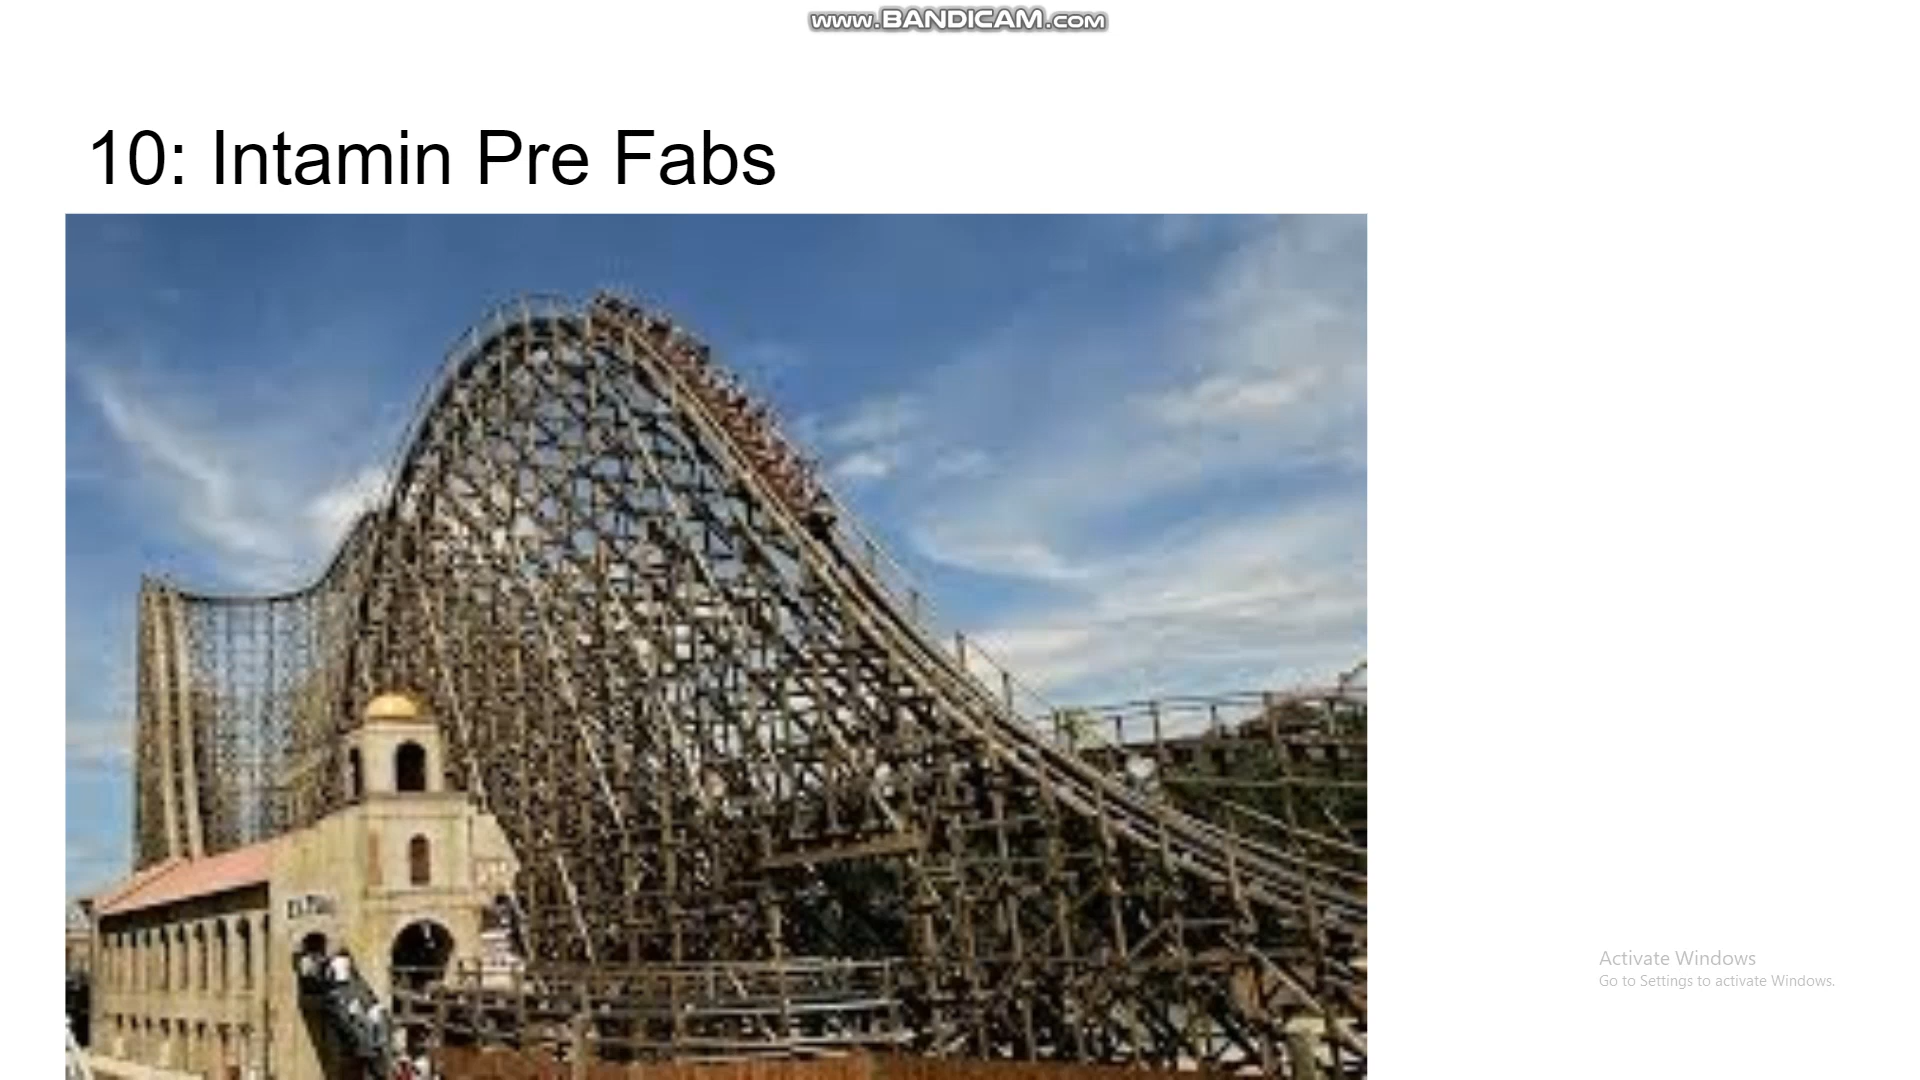 www.BANDICAM.com
10: Intamin Pre Fabs
Activate Windows
Go to Settings to activate Windows.